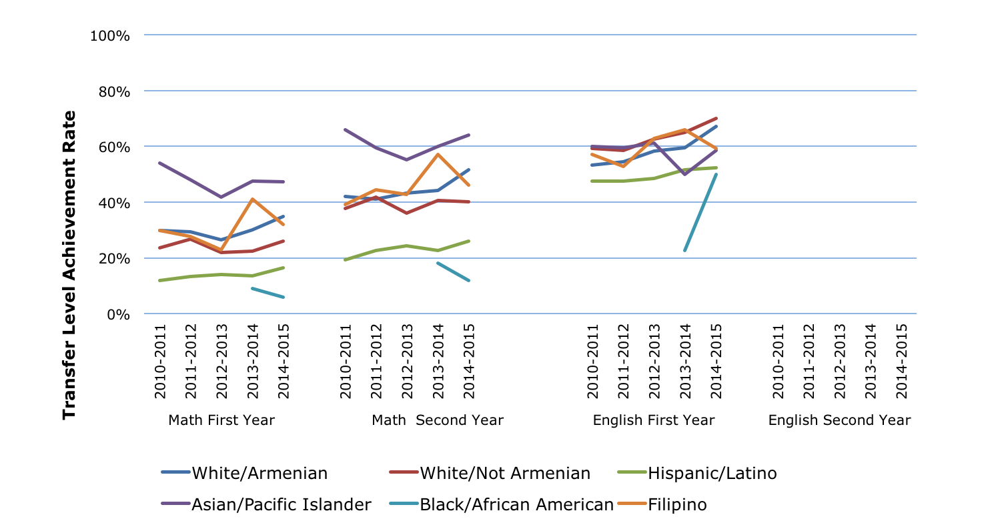 100%
80%
60%
40%
20%
0%
Transfer Level Achievement Rate
2010-2011
2011-2012
2012-2013
2013-2014
2014-2015
2010-2011
2011-2012
2012-2013
2013-2014
2014-2015
2010-2011
2011-2012
2012-2013
2013-2014
2014-2015
2010-2011
2011-2012
2012-2013
2013-2014
2014-2015
Math First Year
Math  Second Year
English First Year
English Second Year
White/Armenian
White/Not Armenian
Hispanic/Latino
Asian/Pacific Islander
Black/African American
Filipino